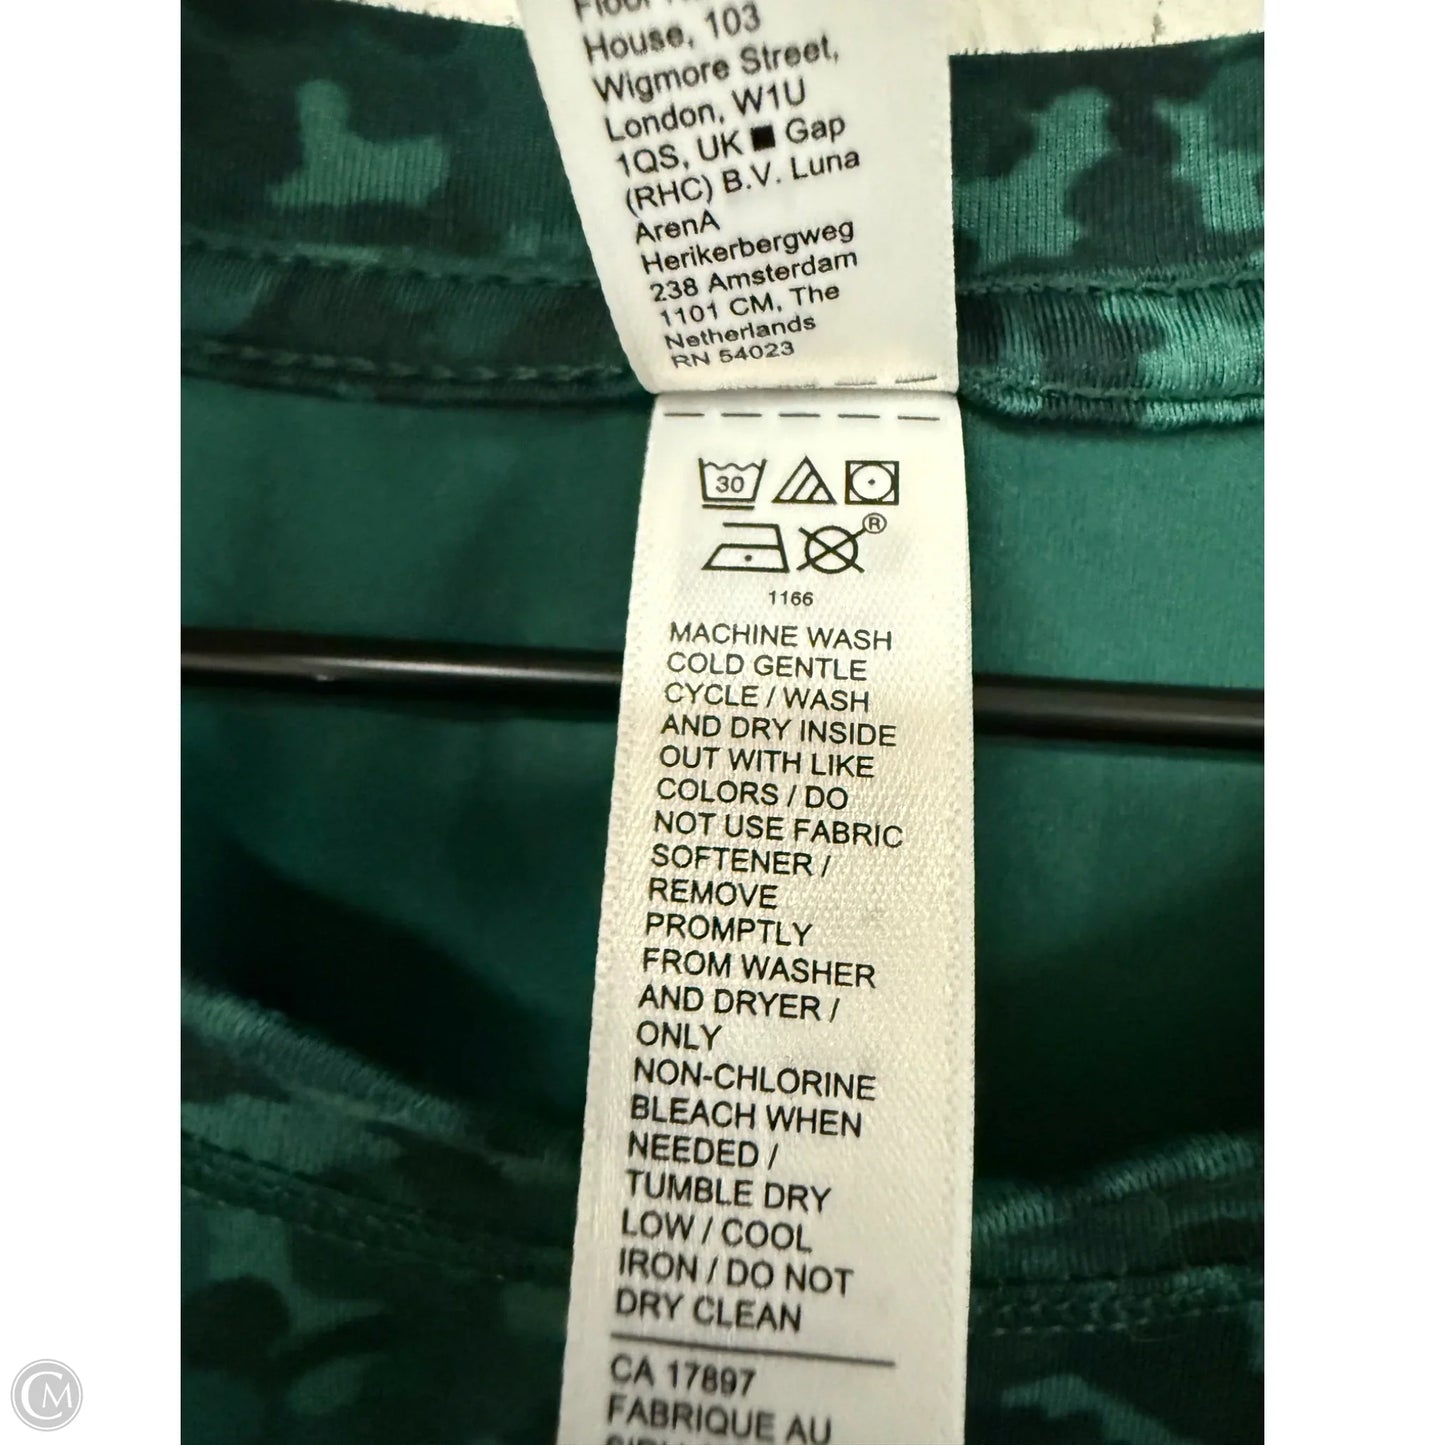 House, 103
Wigmore Street,
London, W1U
1QS, UK ■ Gap
(RHC) B.V. Luna
ArenA
Herikerbergweg
238 Amsterdam
1101 CM, The
Netherlands
RN 54023
30
®
1166
MACHINE WASH
COLD GENTLE
CYCLE / WASH
AND DRY INSIDE
OUT WITH LIKE
COLORS / DO
NOT USE FABRIC
SOFTENER /
REMOVE
PROMPTLY
FROM WASHER
AND DRYER /
ONLY
NON-CHLORINE
BLEACH WHEN
NEEDED /
TUMBLE DRY
LOW / COOL
IRON / DO NOT
DRY CLEAN
CA 17897
FABRIQUE AU
CM